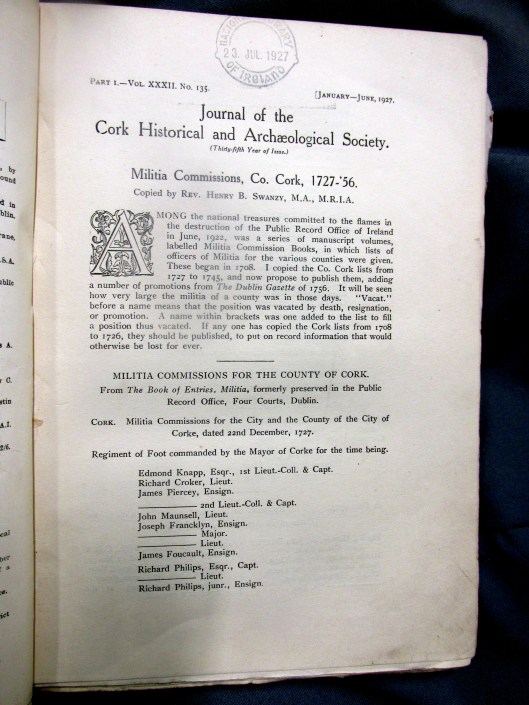 23 JUL 1927
OF IRELAND
PART I.—VOL. XXXII. NO. 135.
[JANUARY—JUNE, 1927.
Journal of the
Cork Historical and Archæological Society.
(Thirty-fifth Year of Issue.)
Militia Commissions, Co. Cork, 1727-'56.
Copied by REV. HENRY B. SWANZY, M.A., M.R.I.A.
AMONG the national treasures committed to the flames in
the destruction of the Public Record Office of Ireland
in June, 1922, was a series of manuscript volumes,
labelled Militia Commission Books, in which lists of
officers of Militia for the various counties were given.
These began in 1708. I copied the Co. Cork lists from
1727 to 1745, and now propose to publish them, adding
a number of promotions from The Dublin Gazette of 1756. It will be seen
how very large the militia of a county was in those days. "Vacat."
before a name means that the position was vacated by death, resignation,
or promotion. A name within brackets was one added to the list to fill
a position thus vacated. If any one has copied the Cork lists from 1708
to 1726, they should be published, to put on record information that would
otherwise be lost for ever.
MILITIA COMMISSIONS FOR THE COUNTY OF CORK.
From The Book of Entries, Militia, formerly preserved in the Public
Record Office, Four Courts, Dublin.
CORK. Militia Commissions for the City and the County of the City of
Corke, dated 22nd December, 1727.
Regiment of Foot commanded by the Mayor of Corke for the time being.
Edmond Knapp, Esqr., 1st Lieut.-Coll. & Capt.
Richard Croker, Lieut.
James Piercey, Ensign.
———— 2nd Lieut.-Coll. & Capt.
John Maunsell, Lieut.
Joseph Francklyn, Ensign.
———— Major.
———— Lieut.
James Foucault, Ensign.
Richard Philips, Esqr., Capt.
———— Lieut.
Richard Philips, junr., Ensign.